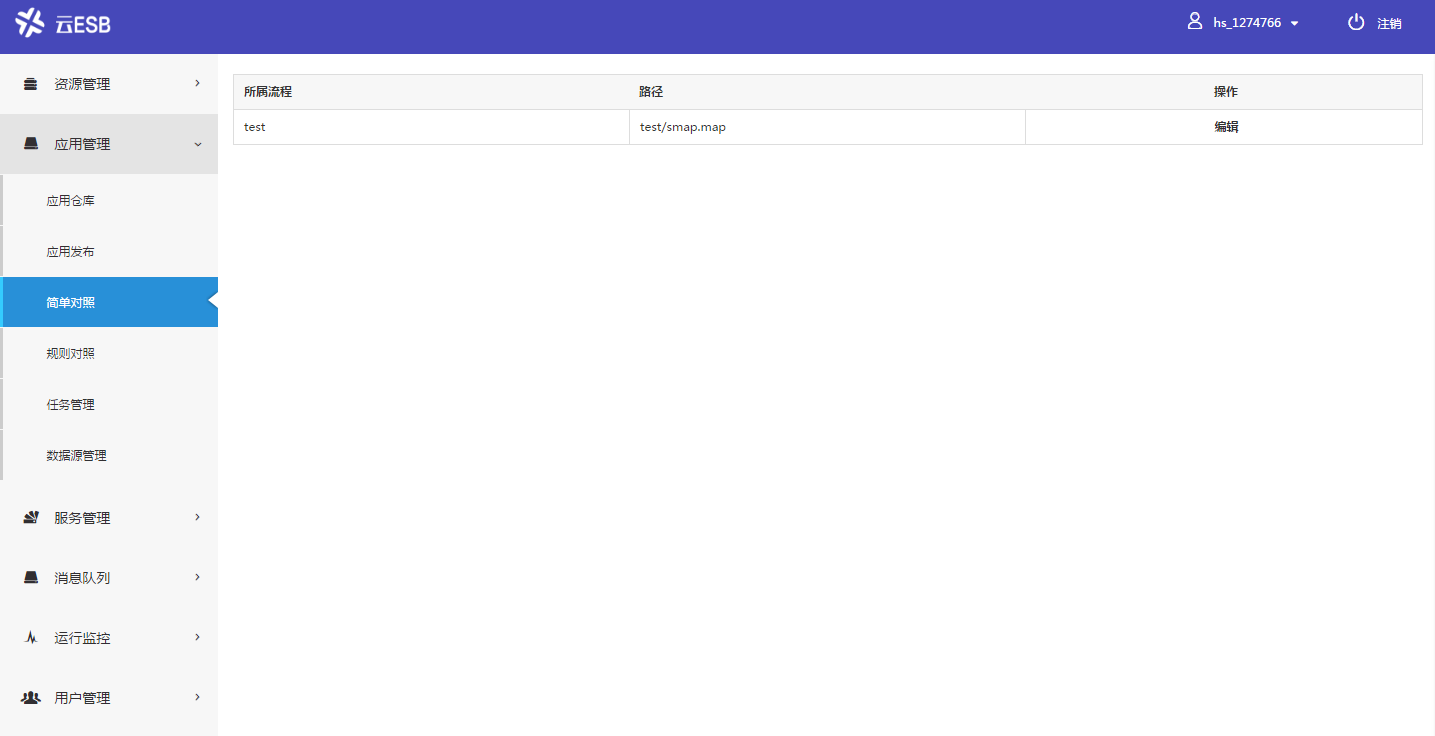 云ESB
hs_1274766
注销
资源管理
应用管理
应用仓库
应用发布
简单对照
规则对照
任务管理
数据源管理
服务管理
消息队列
运行监控
用户管理
所属流程 路径 操作
test test/smap.map 编辑